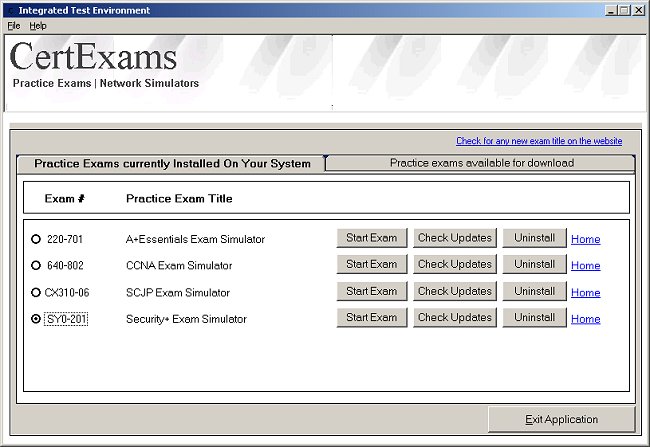 Integrated Test Environment
File Help
CertExams
Practice Exams | Network Simulators
Check for any new exam title on the website
Practice Exams currently Installed On Your System Practice exams available for download
Exam # Practice Exam Title
220-701 A+Essentials Exam Simulator Start Exam Check Updates Uninstall Home
640-802 CCNA Exam Simulator Start Exam Check Updates Uninstall Home
CX310-06 SCJP Exam Simulator Start Exam Check Updates Uninstall Home
SY0-201 Security+ Exam Simulator Start Exam Check Updates Uninstall Home
Exit Application